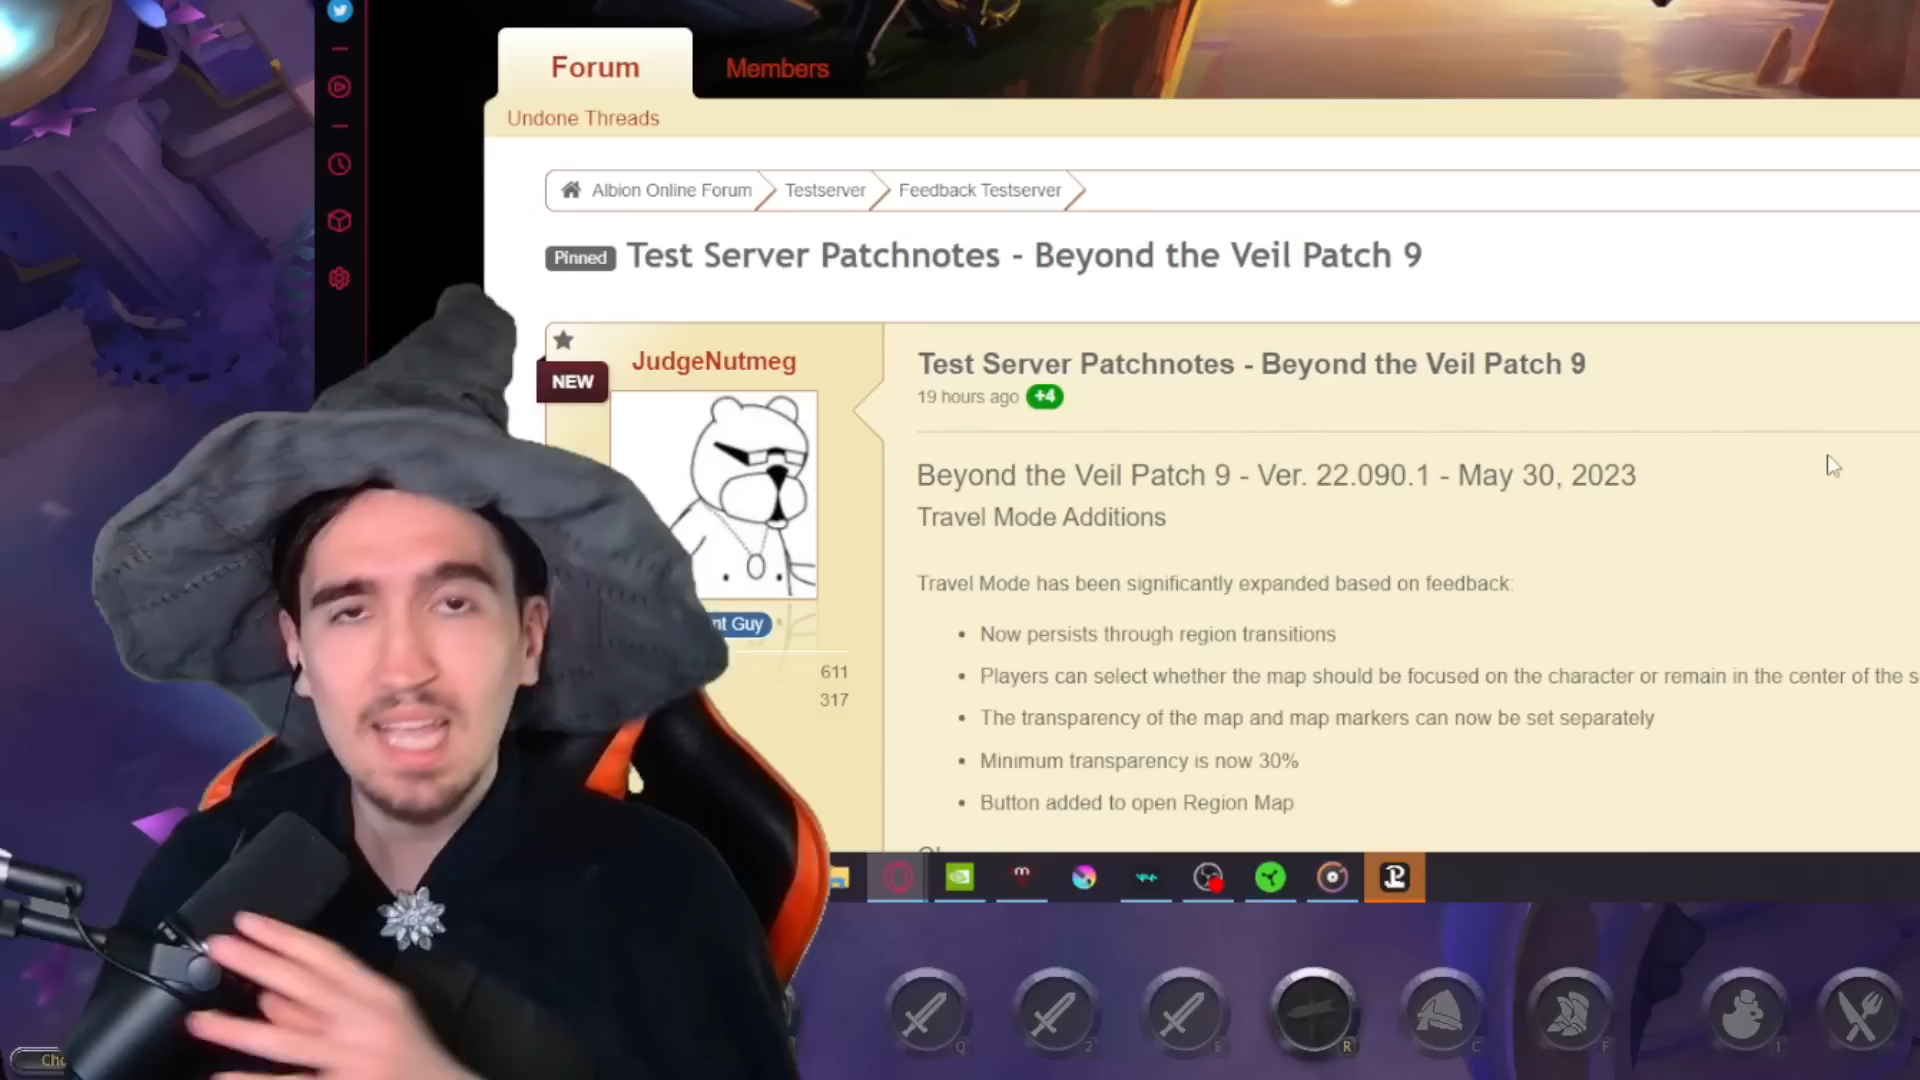 Forum
Members
Undone Threads
Albion Online Forum
Testserver
Feedback Testserver
Pinned
Test Server Patchnotes - Beyond the Veil Patch 9
NEW
JudgeNutmeg
Guy
611
317
Test Server Patchnotes - Beyond the Veil Patch 9
19 hours ago +4
Beyond the Veil Patch 9 - Ver. 22.090.1 - May 30, 2023
Travel Mode Additions
Travel Mode has been significantly expanded based on feedback:
• Now persists through region transitions
• Players can select whether the map should be focused on the character or remain in the center of the
• The transparency of the map and map markers can now be set separately
• Minimum transparency is now 30%
• Button added to open Region Map
Q
2
E
R
C
F
1